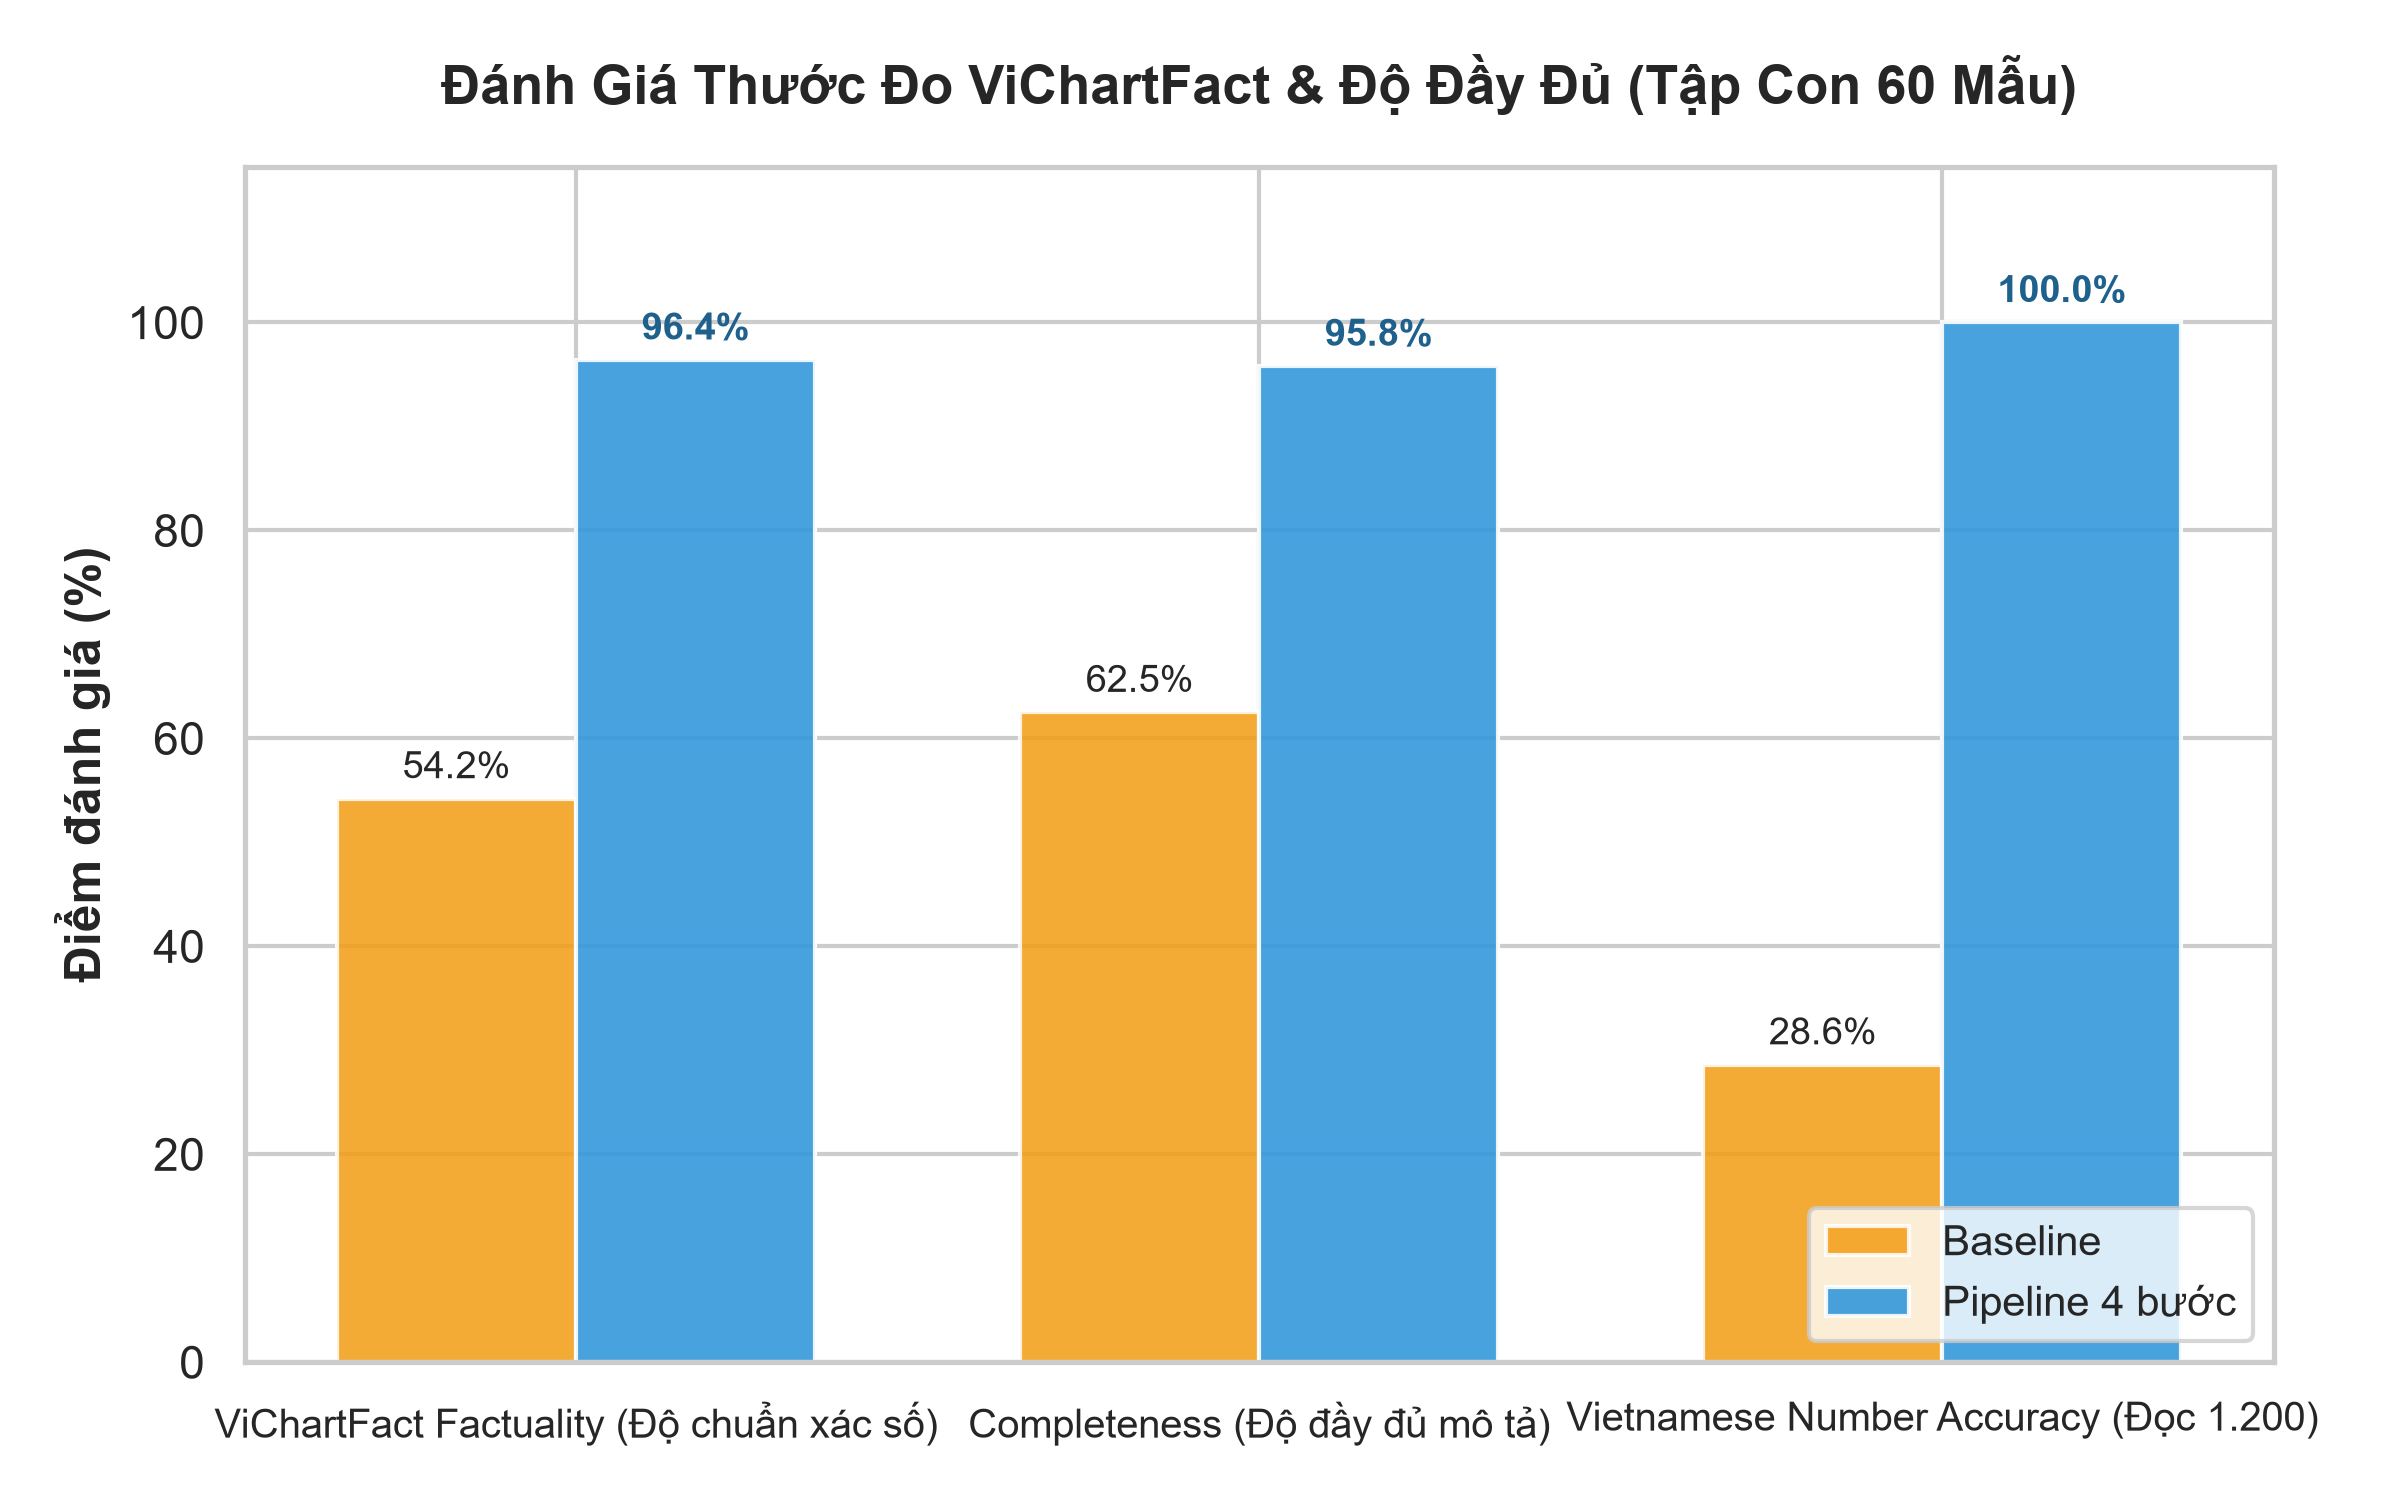 Đánh Giá Thước Đo ViChartFact & Độ Đầy Đủ (Tập Con 60 Mẫu)
Điểm đánh giá (%)
100
80
60
40
20
0
54.2%
96.4%
62.5%
95.8%
28.6%
100.0%
Baseline
Pipeline 4 bước
ViChartFact Factuality (Độ chuẩn xác số)
Completeness (Độ đầy đủ mô tả)
Vietnamese Number Accuracy (Đọc 1.200)